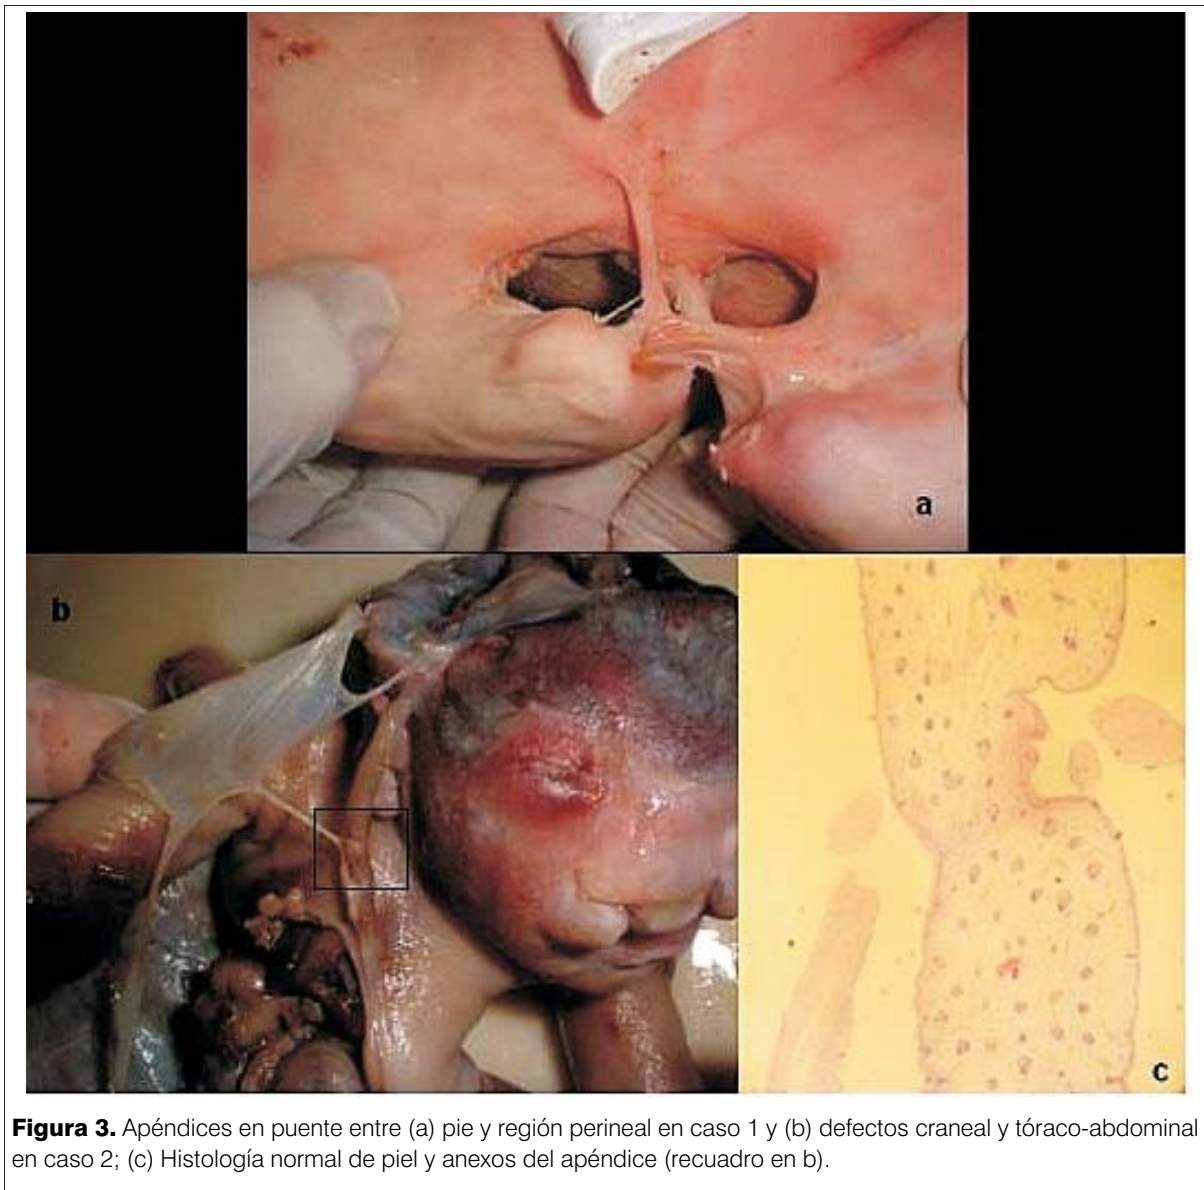 a
b
c
Figura 3. Apéndices en puente entre (a) pie y región perineal en caso 1 y (b) defectos craneal y tóraco-abdominal
en caso 2; (c) Histología normal de piel y anexos del apéndice (recuadro en b).